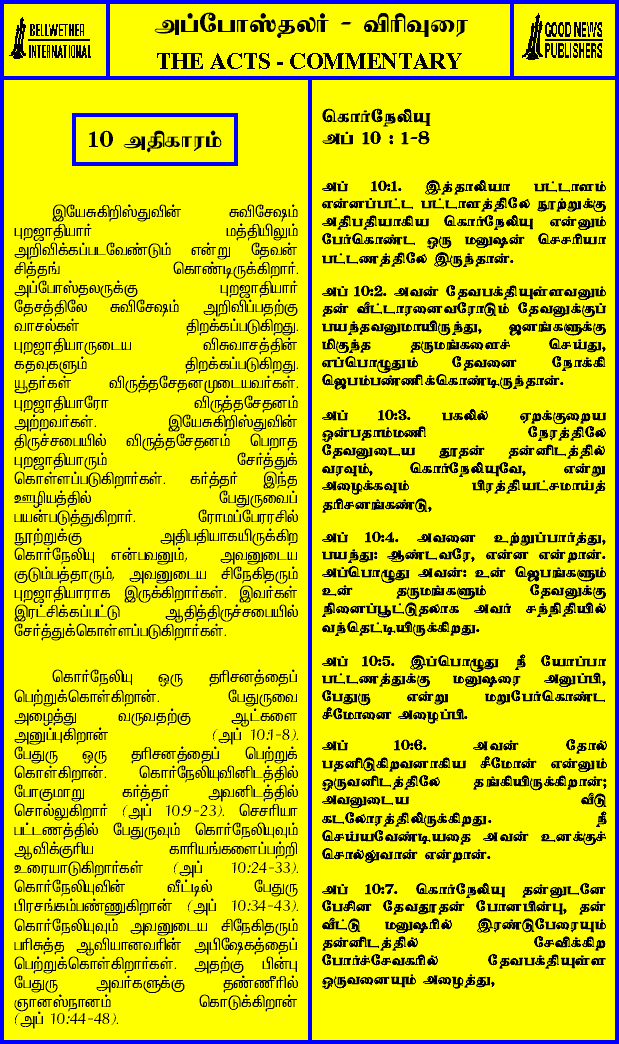 BELLWETHER
INTERNATIONAL
அப்போஸ்தலர் - விரிவுரை
THE ACTS - COMMENTARY
GOOD NEWS
PUBLISHERS
10 அதிகாரம்
இயேசுகிறிஸ்துவின் சுவிசேஷம்
புறஜாதியார் மத்தியிலும்
அறிவிக்கப்படவேண்டும் என்று தேவன்
சித்தங் கொண்டிருக்கிறார்.
அப்போஸ்தலருக்கு புறஜாதியார்
தேசத்திலே சுவிசேஷம் அறிவிப்பதற்கு
வாசல்கள் திறக்கப்படுகிறது.
புறஜாதியாருடைய விசுவாசத்தின்
கதவுகளும் திறக்கப்படுகிறது.
யூதர்கள் விருத்தசேதனமுடையவர்கள்.
புறஜாதியாரோ விருத்தசேதனம்
அற்றவர்கள். இயேசுகிறிஸ்துவின்
திருச்சபையில் விருத்தசேதனம் பெறாத
புறஜாதியாரும் சேர்த்துக்
கொள்ளப்படுகிறார்கள். கர்த்தர் இந்த
ஊழியத்தில் பேதுருவைப்
பயன்படுத்துகிறார். ரோமப்பேரரசில்
நூற்றுக்கு அதிபதியாகயிருக்கிற
கொர்நேலியு என்பவனும், அவனுடைய
குடும்பத்தாரும், அவனுடைய சிநேகிதரும்
புறஜாதியாராக இருக்கிறார்கள். இவர்கள்
இரட்சிக்கப்பட்டு ஆதித்திருச்சபையில்
சேர்த்துக்கொள்ளப்படுகிறார்கள்.
கொர்நேலியு ஒரு தரிசனத்தைப்
பெற்றுக்கொள்கிறான். பேதுருவை
அழைத்து வருவதற்கு ஆட்களை
அனுப்புகிறான் (அப் 10:1-8).
பேதுரு ஒரு தரிசனத்தைப் பெற்றுக்
கொள்கிறான். கொர்நேலியுவினிடத்தில்
போகுமாறு கர்த்தர் அவனிடத்தில்
சொல்லுகிறார் (அப் 10:9-23). செசரியா
பட்டணத்தில் பேதுருவும் கொர்நேலியுவும்
ஆவிக்குரிய காரியங்களைப்பற்றி
உரையாடுகிறார்கள் (அப் 10:24-33).
கொர்நேலியுவின் வீட்டில் பேதுரு
பிரசங்கம்பண்ணுகிறான் (அப் 10:34-43).
கொர்நேலியுவும் அவனுடைய சிநேகிதரும்
பரிசுத்த ஆவியானவரின் அபிஷேகத்தைப்
பெற்றுக்கொள்கிறார்கள். அதற்கு பின்பு
பேதுரு அவர்களுக்கு தண்ணீரில்
ஞானஸ்நானம் கொடுக்கிறான்
(அப் 10:44-48).
கொர்நேலியு
அப் 10 : 1-8
அப் 10:1. இத்தாலியா பட்டாளம்
என்னப்பட்ட பட்டாளத்திலே நூற்றுக்கு
அதிபதியாகிய கொர்நேலியு என்னும்
பேர்கொண்ட ஒரு மனுஷன் செசரியா
பட்டணத்திலே இருந்தான்.
அப் 10:2. அவன் தேவபக்தியுள்ளவனும்
தன் வீட்டாரனைவரோடும் தேவனுக்குப்
பயந்தவனுமாயிருந்து, ஜனங்களுக்கு
மிகுந்த தருமங்களைச் செய்து,
எப்பொழுதும் தேவனை நோக்கி
ஜெபம்பண்ணிக்கொண்டிருந்தான்.
அப் 10:3. பகலில் ஏறக்குறைய
ஒன்பதாம்மணி நேரத்திலே
தேவனுடைய தூதன் தன்னிடத்தில்
வரவும், கொர்நேலியுவே, என்று
அழைக்கவும் பிரத்தியட்சமாய்த்
தரிசனங்கண்டு,
அப் 10:4. அவனை உற்றுப்பார்த்து,
பயந்து: ஆண்டவரே, என்ன என்றான்.
அப்பொழுது அவன்: உன் ஜெபங்களும்
உன் தருமங்களும் தேவனுக்கு
நினைப்பூட்டுதலாக அவர் சந்நிதியில்
வந்தெட்டியிருக்கிறது.
அப் 10:5. இப்பொழுது நீ யோப்பா
பட்டணத்துக்கு மனுஷரை அனுப்பி,
பேதுரு என்று மறுபேர்கொண்ட
சீமோனை அழைப்பி.
அப் 10:6. அவன் தோல்
பதனிடுகிறவனாகிய சீமோன் என்னும்
ஒருவனிடத்திலே தங்கியிருக்கிறான்;
அவனுடைய வீடு
கடலோரத்திலிருக்கிறது. நீ
செய்யவேண்டியதை அவன் உனக்குச்
சொல்லுவான் என்றான்.
அப் 10:7. கொர்நேலியு தன்னுடனே
பேசின தேவதூதன் போனபின்பு, தன்
வீட்டு மனுஷரில் இரண்டுபேரையும்
தன்னிடத்தில் சேவிக்கிற
போர்ச்சேவகரில் தேவபக்தியுள்ள
ஒருவனையும் அழைத்து,